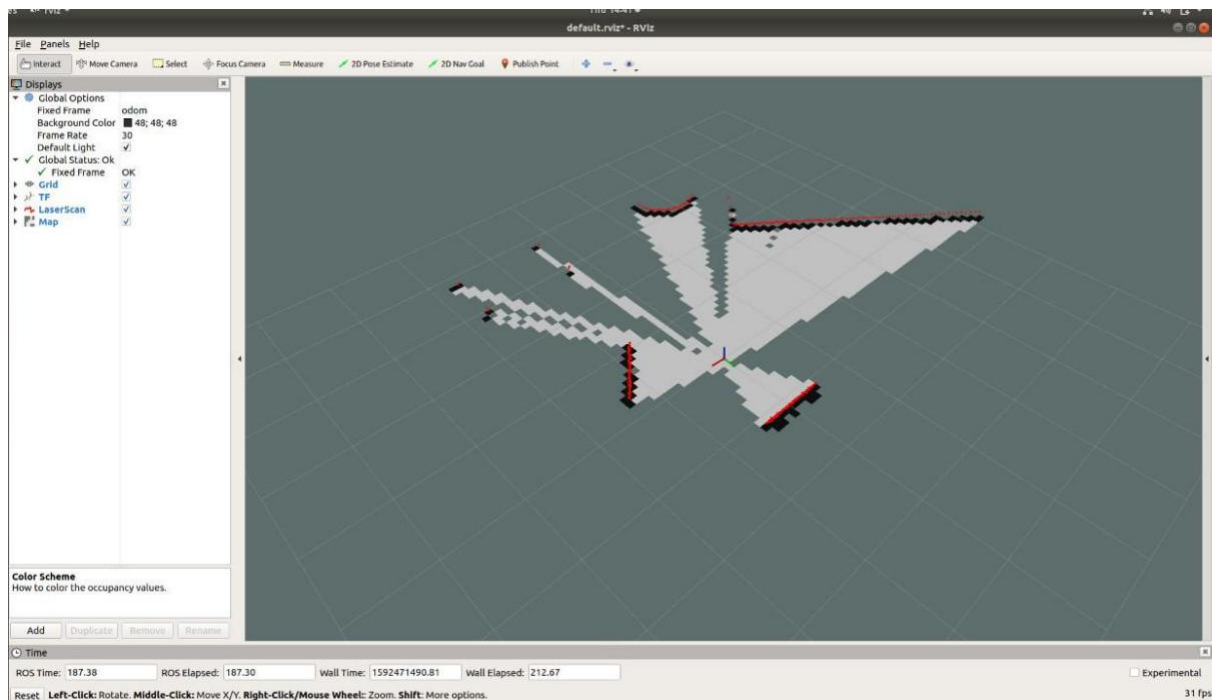 default.rviz* - RViz
File Panels Help
Interact Move Camera Select Focus Camera Measure 2D Pose Estimate 2D Nav Goal Publish Point
Displays
Global Options
Fixed Frame odom
Background Color 48; 48; 48
Frame Rate 30
Default Light
Global Status: Ok
Fixed Frame OK
Grid
TF
LaserScan
Map
Color Scheme
How to color the occupancy values.
Add Duplicate Remove Rename
Time
ROS Time: 187.38 ROS Elapsed: 187.30 Wall Time: 1592471490.81 Wall Elapsed: 212.67 Experimental
Reset Left-Click: Rotate. Middle-Click: Move X/Y. Right-Click/Mouse Wheel: Zoom. Shift: More options. 31 fps